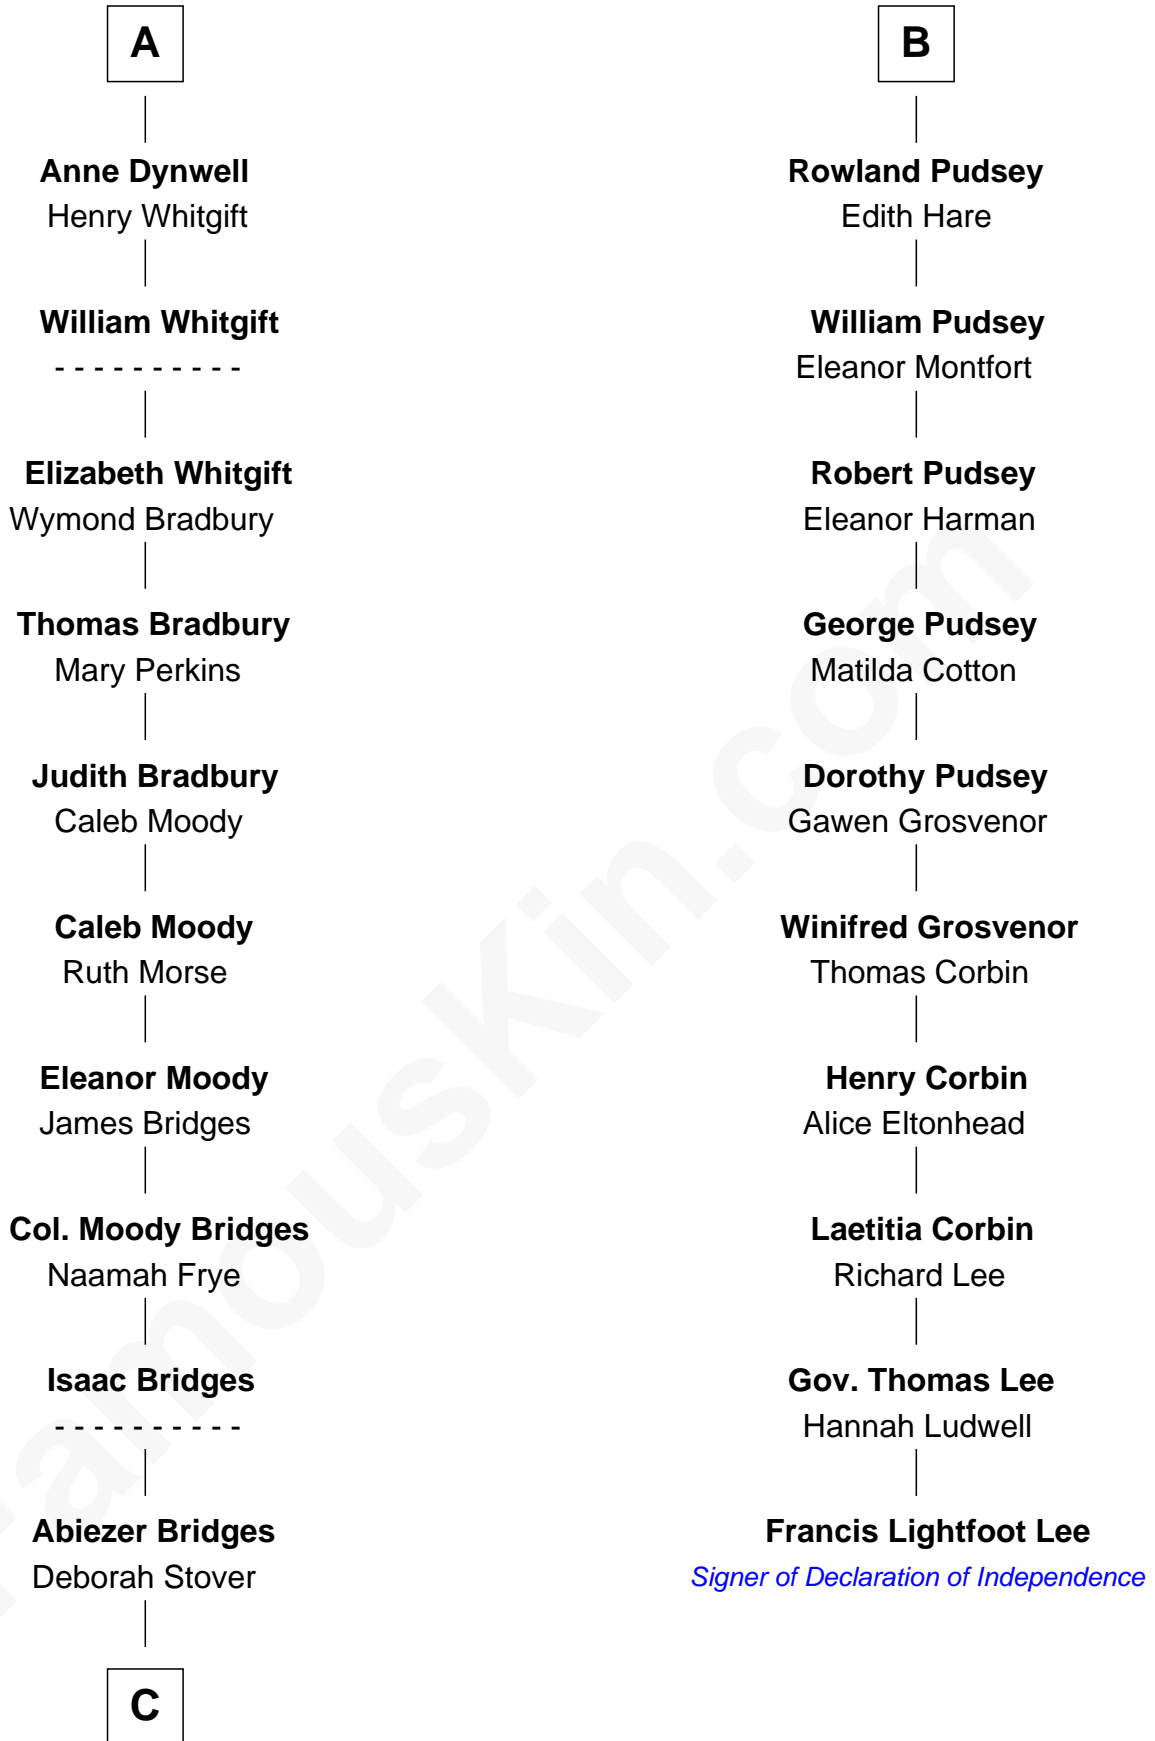 A
Anne Dynwell
Henry Whitgift
William Whitgift
- - - - - - - - - -
Elizabeth Whitgift
Wymond Bradbury
Thomas Bradbury
Mary Perkins
Judith Bradbury
Caleb Moody
Caleb Moody
Ruth Morse
Eleanor Moody
James Bridges
Col. Moody Bridges
Naamah Frye
Isaac Bridges
- - - - - - - - - -
Abiezer Bridges
Deborah Stover
C
B
Rowland Pudsey
Edith Hare
William Pudsey
Eleanor Montfort
Robert Pudsey
Eleanor Harman
George Pudsey
Matilda Cotton
Dorothy Pudsey
Gawen Grosvenor
Winifred Grosvenor
Thomas Corbin
Henry Corbin
Alice Eltonhead
Laetitia Corbin
Richard Lee
Gov. Thomas Lee
Hannah Ludwell
Francis Lightfoot Lee
Signer of Declaration of Independence
FamousKin.com